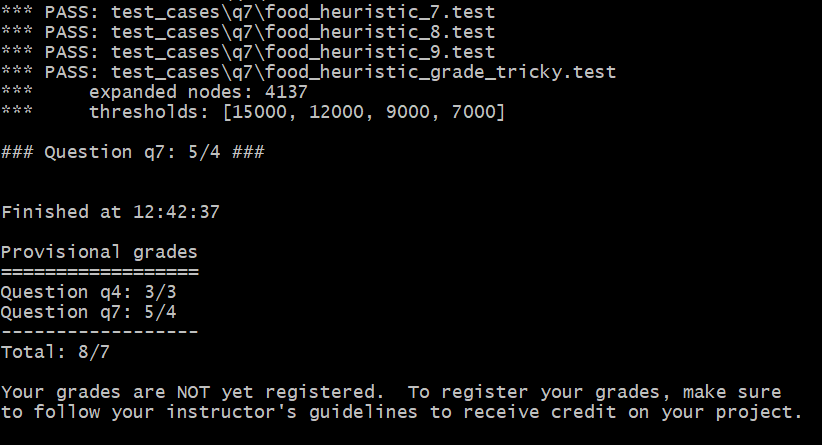 *** PASS: test_cases\q7\food_heuristic_7.test
*** PASS: test_cases\q7\food_heuristic_8.test
*** PASS: test_cases\q7\food_heuristic_9.test
*** PASS: test_cases\q7\food_heuristic_grade_tricky.test
***     expanded nodes: 4137
***     thresholds: [15000, 12000, 9000, 7000]
### Question q7: 5/4 ###
Finished at 12:42:37
Provisional grades
==================
Question q4: 3/3
Question q7: 5/4
------------------
Total: 8/7
Your grades are NOT yet registered.  To register your grades, make sure
to follow your instructor's guidelines to receive credit on your project.